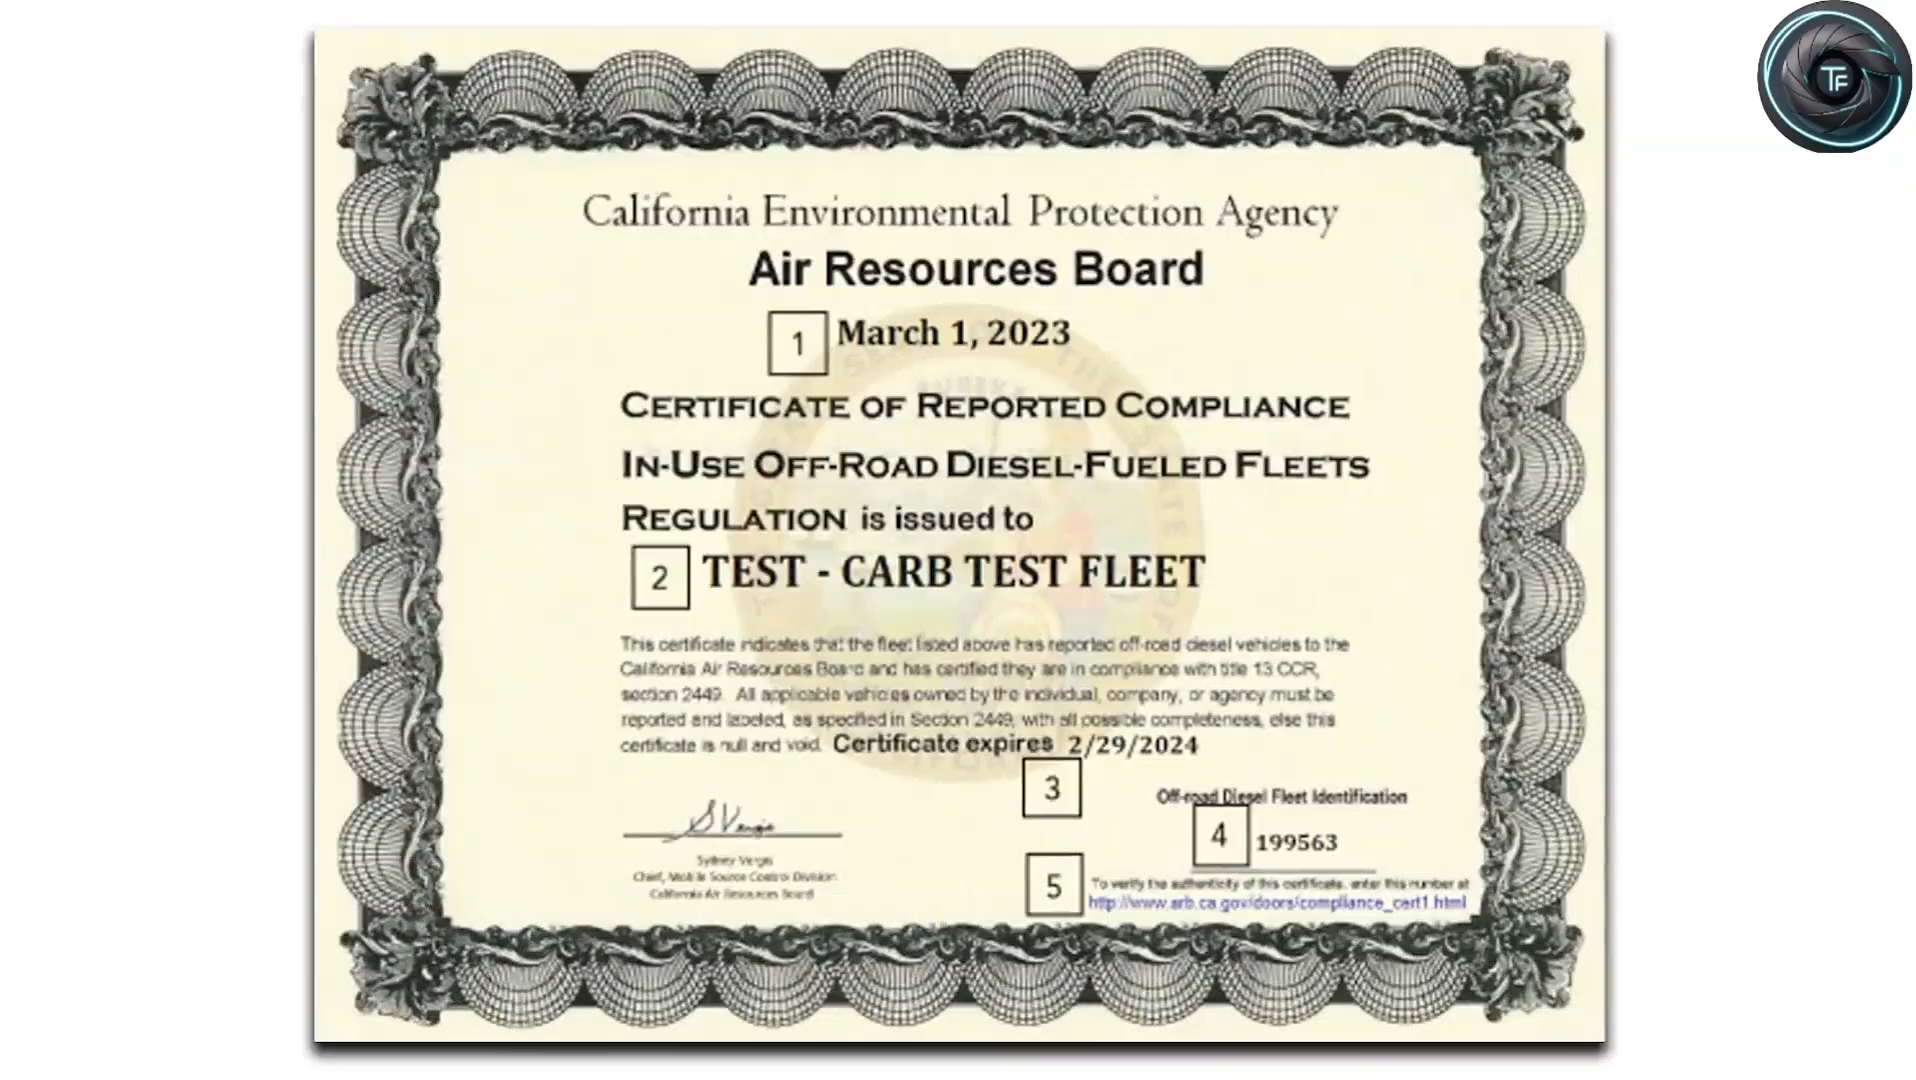 TF
California Environmental Protection Agency
Air Resources Board
1 March 1, 2023
CERTIFICATE OF REPORTED COMPLIANCE
IN-USE OFF-ROAD DIESEL-FUELED FLEETS
REGULATION is issued to
2 TEST - CARB TEST FLEET
This certificate indicates that the fleet listed above has reported off-road diesel vehicles to the
California Air Resources Board and has certified they are in compliance with title 13 CCR,
section 2449. All applicable vehicles owned by the individual, company, or agency must be
reported and labeled, as specified in Section 2449, with all possible completeness, else this
certificate is null and void. Certificate expires 2/29/2024
3
Off-road Diesel Fleet Identification
4 199563
S Vergis
Sydney Vergis
Chief, Mobile Source Control Division
California Air Resources Board
5 To verify the authenticity of this certificate, enter this number at
http://www.arb.ca.gov/doors/compliance_cert1.html